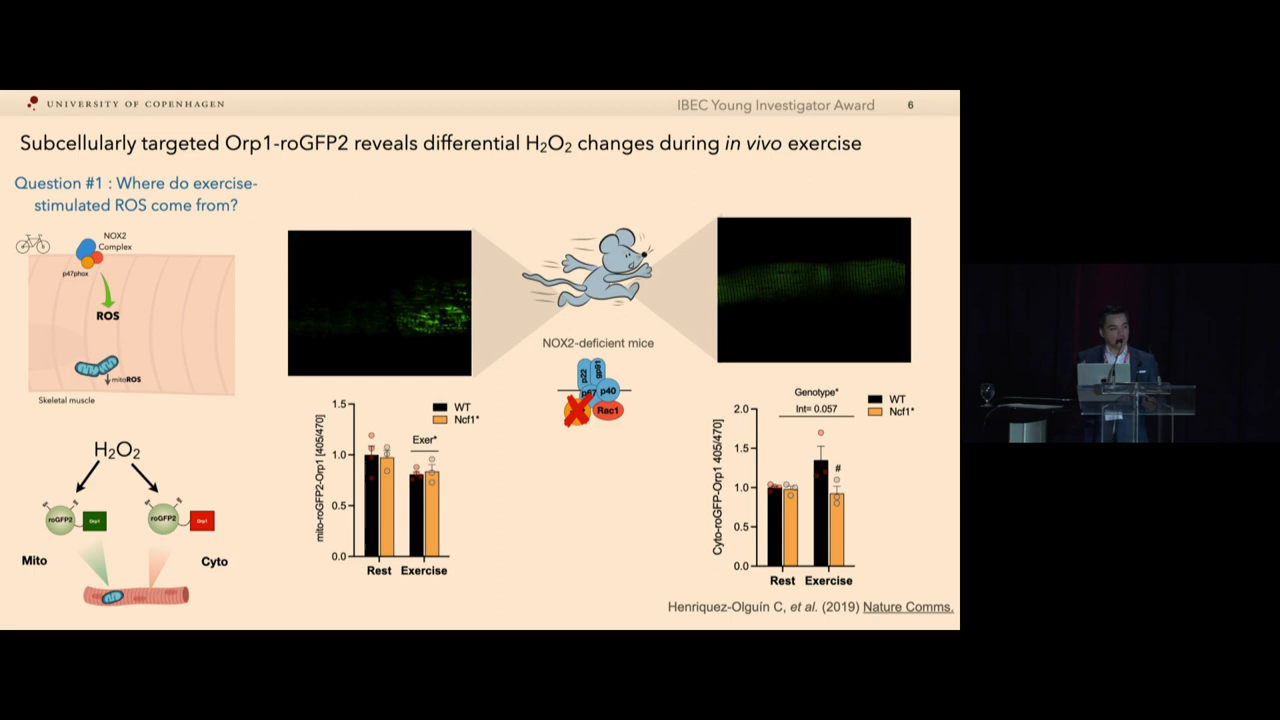 UNIVERSITY OF COPENHAGEN
IBEC Young Investigator Award
6
Subcellularly targeted Orp1-roGFP2 reveals differential H₂O₂ changes during in vivo exercise
Question #1 : Where do exercise-
stimulated ROS come from?
NOX2
Complex
p47phox
ROS
mitoROS
Skeletal muscle
H₂O₂
roGFP2
Orp1
roGFP2
Orp1
Mito
Cyto
NOX2-deficient mice
p22
gp91
p67
p40
Rac1
mito-roGFP2-Orp1 [405/470]
1.5
1.0
0.5
0.0
WT
Ncf1*
Exer*
Rest
Exercise
Cyto-roGFP-Orp1 405/470]
2.0
1.5
1.0
0.5
0.0
Genotype*
Int= 0.057
WT
Ncf1*
#
Rest
Exercise
Henriquez-Olguín C, et al. (2019) Nature Comms.